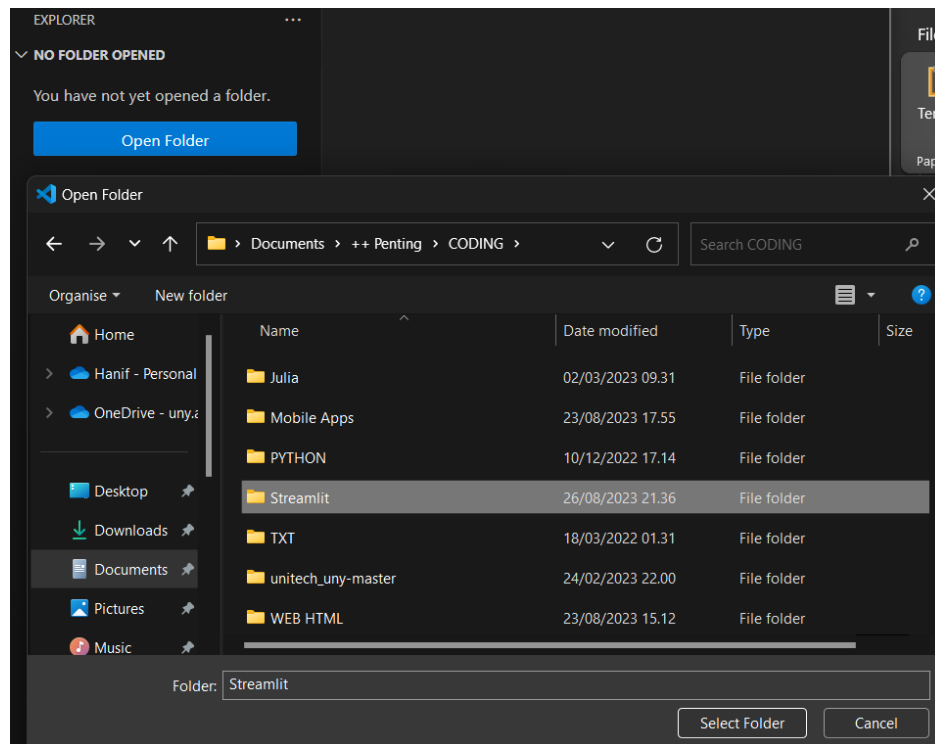 EXPLORER ...
NO FOLDER OPENED
You have not yet opened a folder.
Open Folder
Open Folder
Documents > ++ Penting > CODING >
Search CODING
Organise
New folder
Name
Date modified
Type
Size
Home
Hanif - Personal
OneDrive - uny.a
Desktop
Downloads
Documents
Pictures
Music
Julia 02/03/2023 09.31 File folder
Mobile Apps 23/08/2023 17.55 File folder
PYTHON 10/12/2022 17.14 File folder
Streamlit 26/08/2023 21.36 File folder
TXT 18/03/2022 01.31 File folder
unitech_uny-master 24/02/2023 22.00 File folder
WEB HTML 23/08/2023 15.12 File folder
Folder: Streamlit
Select Folder
Cancel